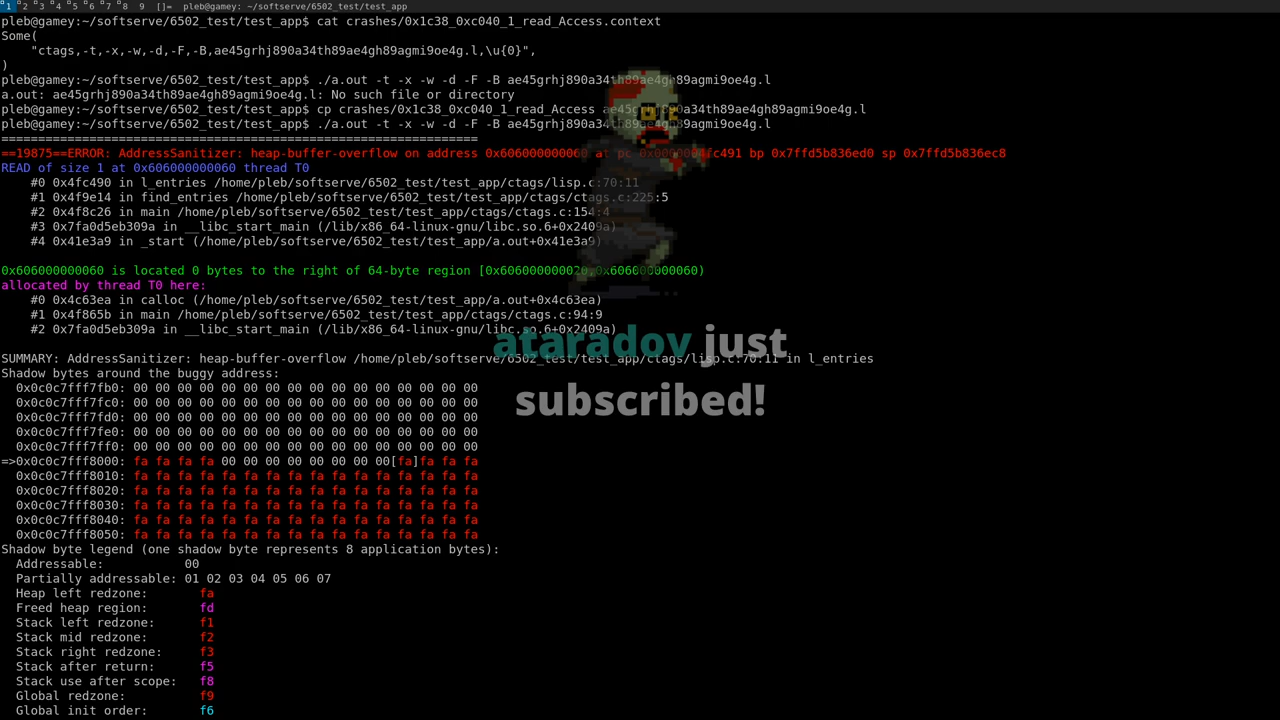 1 2 3 4 5 6 7 8 9 []= pleb@gamey: ~/softserve/6502_test/test_app
pleb@gamey:~/softserve/6502_test/test_app$ cat crashes/0x1c38_0xc040_1_read_Access.context
Some(
    "ctags,-t,-x,-w,-d,-F,-B,ae45grhj890a34th89ae4gh89agmi9oe4g.l,\u{0}",
)
pleb@gamey:~/softserve/6502_test/test_app$ ./a.out -t -x -w -d -F -B ae45grhj890a34th89ae4gh89agmi9oe4g.l
a.out: ae45grhj890a34th89ae4gh89agmi9oe4g.l: No such file or directory
pleb@gamey:~/softserve/6502_test/test_app$ cp crashes/0x1c38_0xc040_1_read_Access ae45grhj890a34th89ae4gh89agmi9oe4g.l
pleb@gamey:~/softserve/6502_test/test_app$ ./a.out -t -x -w -d -F -B ae45grhj890a34th89ae4gh89agmi9oe4g.l
=================================================================
==19875==ERROR: AddressSanitizer: heap-buffer-overflow on address 0x606000000060 at pc 0x0000004fc491 bp 0x7ffd5b836ed0 sp 0x7ffd5b836ec8
READ of size 1 at 0x606000000060 thread T0
    #0 0x4fc490 in l_entries /home/pleb/softserve/6502_test/test_app/ctags/lisp.c:70:11
    #1 0x4f9e14 in find_entries /home/pleb/softserve/6502_test/test_app/ctags/ctags.c:225:5
    #2 0x4f8c26 in main /home/pleb/softserve/6502_test/test_app/ctags/ctags.c:154:4
    #3 0x7fa0d5eb309a in __libc_start_main (/lib/x86_64-linux-gnu/libc.so.6+0x2409a)
    #4 0x41e3a9 in _start (/home/pleb/softserve/6502_test/test_app/a.out+0x41e3a9)
0x606000000060 is located 0 bytes to the right of 64-byte region [0x606000000020,0x606000000060)
allocated by thread T0 here:
    #0 0x4c63ea in calloc (/home/pleb/softserve/6502_test/test_app/a.out+0x4c63ea)
    #1 0x4f865b in main /home/pleb/softserve/6502_test/test_app/ctags/ctags.c:94:9
    #2 0x7fa0d5eb309a in __libc_start_main (/lib/x86_64-linux-gnu/libc.so.6+0x2409a)
ataradov just
subscribed!
SUMMARY: AddressSanitizer: heap-buffer-overflow /home/pleb/softserve/6502_test/test_app/ctags/lisp.c:70:11 in l_entries
Shadow bytes around the buggy address:
  0x0c0c7fff7fb0: 00 00 00 00 00 00 00 00 00 00 00 00 00 00 00 00
  0x0c0c7fff7fc0: 00 00 00 00 00 00 00 00 00 00 00 00 00 00 00 00
  0x0c0c7fff7fd0: 00 00 00 00 00 00 00 00 00 00 00 00 00 00 00 00
  0x0c0c7fff7fe0: 00 00 00 00 00 00 00 00 00 00 00 00 00 00 00 00
  0x0c0c7fff7ff0: 00 00 00 00 00 00 00 00 00 00 00 00 00 00 00 00
=>0x0c0c7fff8000: fa fa fa fa 00 00 00 00 00 00 00 00[fa]fa fa fa
  0x0c0c7fff8010: fa fa fa fa fa fa fa fa fa fa fa fa fa fa fa fa
  0x0c0c7fff8020: fa fa fa fa fa fa fa fa fa fa fa fa fa fa fa fa
  0x0c0c7fff8030: fa fa fa fa fa fa fa fa fa fa fa fa fa fa fa fa
  0x0c0c7fff8040: fa fa fa fa fa fa fa fa fa fa fa fa fa fa fa fa
  0x0c0c7fff8050: fa fa fa fa fa fa fa fa fa fa fa fa fa fa fa fa
Shadow byte legend (one shadow byte represents 8 application bytes):
  Addressable:           00
  Partially addressable: 01 02 03 04 05 06 07
  Heap left redzone:       fa
  Freed heap region:       fd
  Stack left redzone:      f1
  Stack mid redzone:       f2
  Stack right redzone:     f3
  Stack after return:      f5
  Stack use after scope:   f8
  Global redzone:          f9
  Global init order:       f6